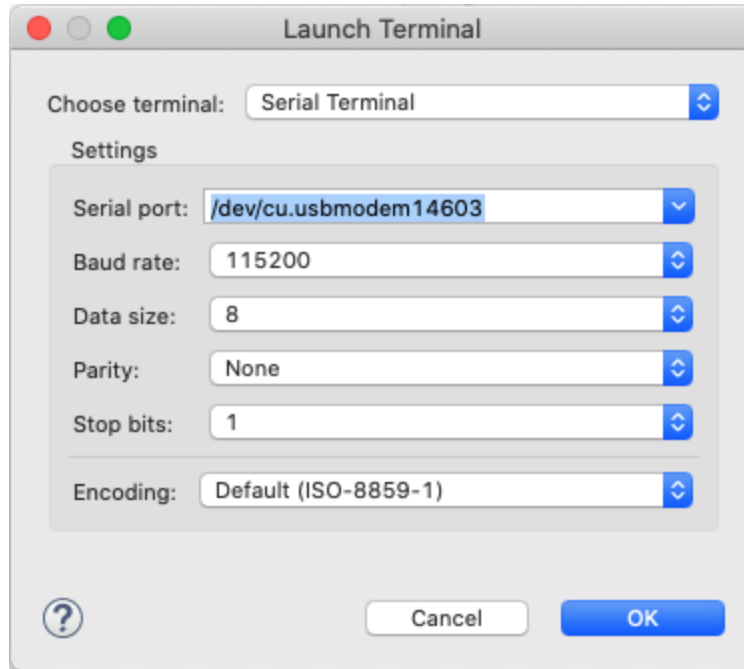 Launch Terminal
Choose terminal: Serial Terminal
Settings
Serial port: /dev/cu.usbmodem14603
Baud rate: 115200
Data size: 8
Parity: None
Stop bits: 1
Encoding: Default (ISO-8859-1)
? Cancel OK